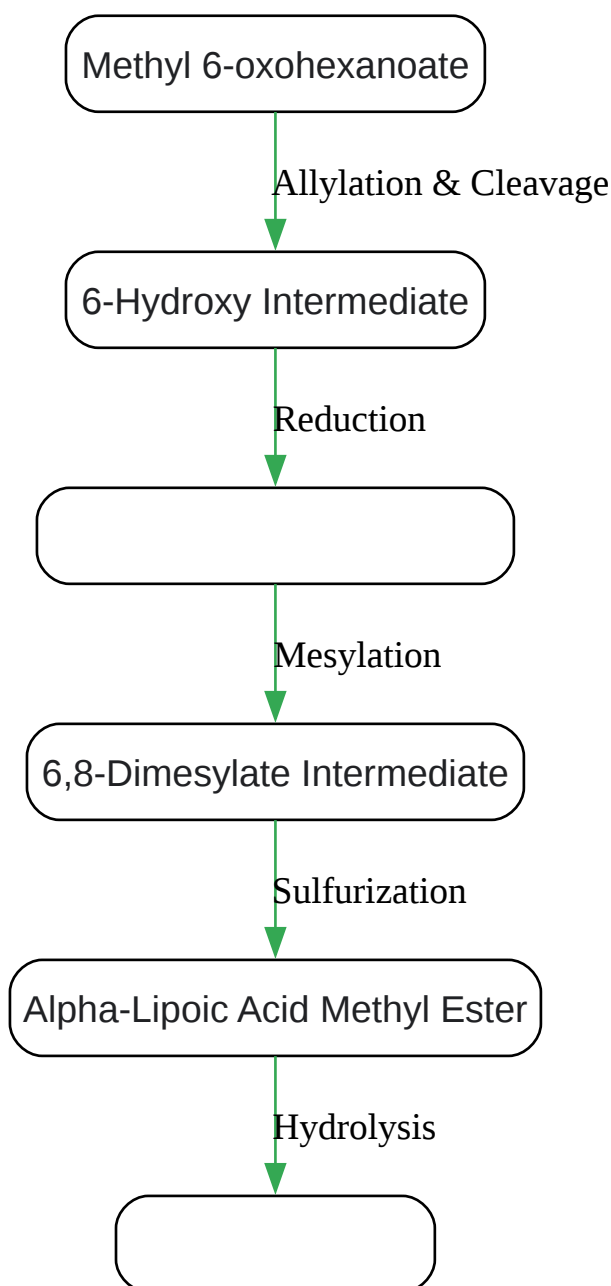 Methyl 6-oxohexanoate
Allylation & Cleavage
6-Hydroxy Intermediate
Reduction
Mesylation
6,8-Dimesylate Intermediate
Sulfurization
Alpha-Lipoic Acid Methyl Ester
Hydrolysis